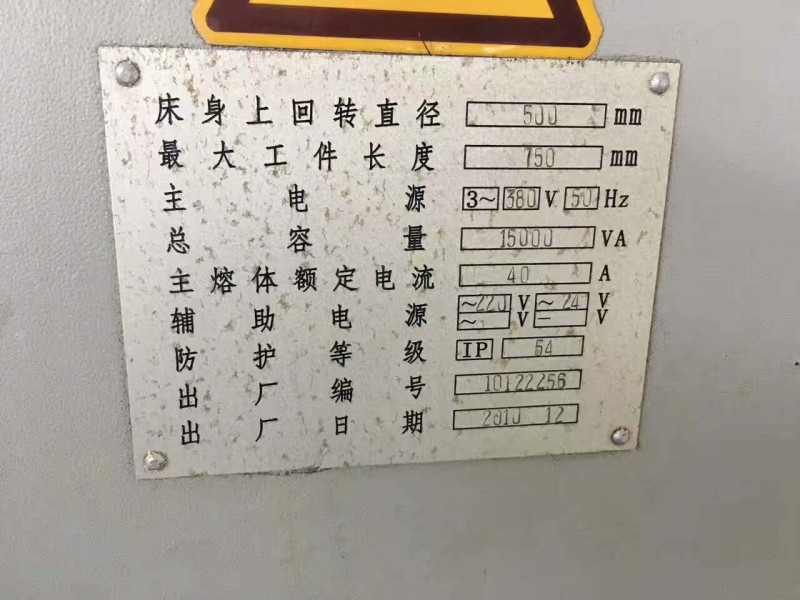 床身上回转直径 500 mm
最大工件长度 750 mm
主电源 3~ 380 V 50 Hz
总容量 15000 VA
主熔体额定电流 40 A
辅助电源 ~220 V ~24 V
~ V — V
防护等级 IP 54
出厂编号 10122256
出厂日期 2010 12